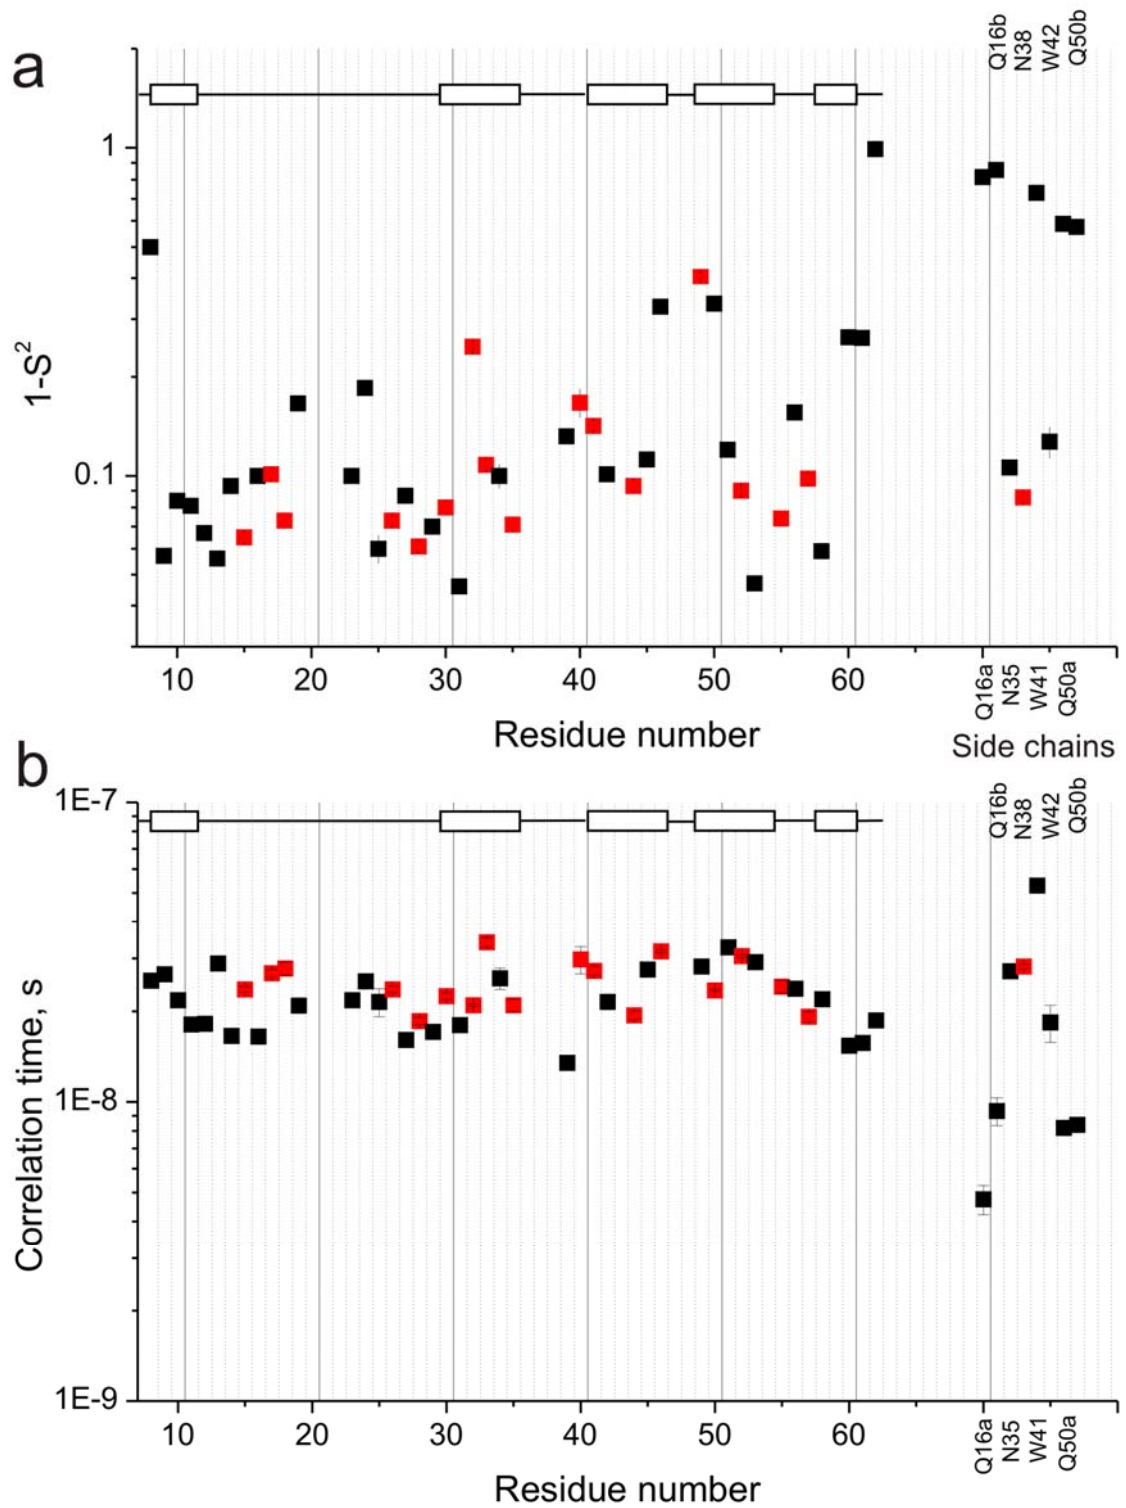 a
Q16b
N38
W42
Q50b
1
0.1
1-S²
10 20 30 40 50 60
Q16a
N35
W41
Q50a
Residue number
Side chains
b
Q16b
N38
W42
Q50b
1E-7
1E-8
1E-9
Correlation time, s
10 20 30 40 50 60
Q16a
N35
W41
Q50a
Residue number